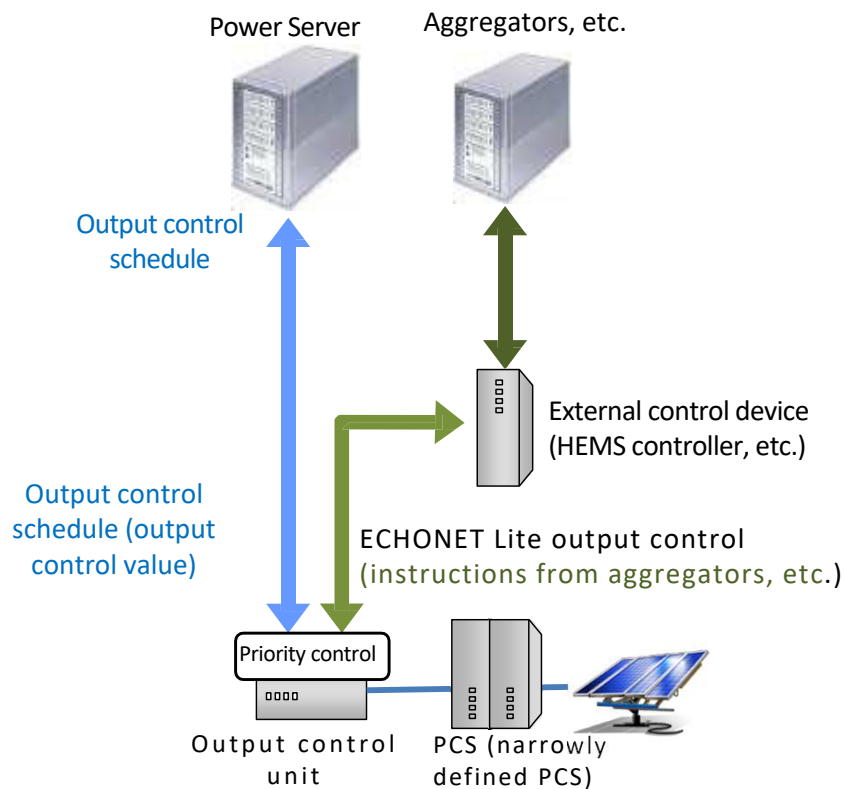 Power Server
Aggregators, etc.
Output control
schedule
External control device
(HEMS controller, etc.)
Output control
schedule (output
control value)
ECHONET Lite output control
(instructions from aggregators, etc.)
Priority control
Output control
unit
PCS (narrowly
defined PCS)